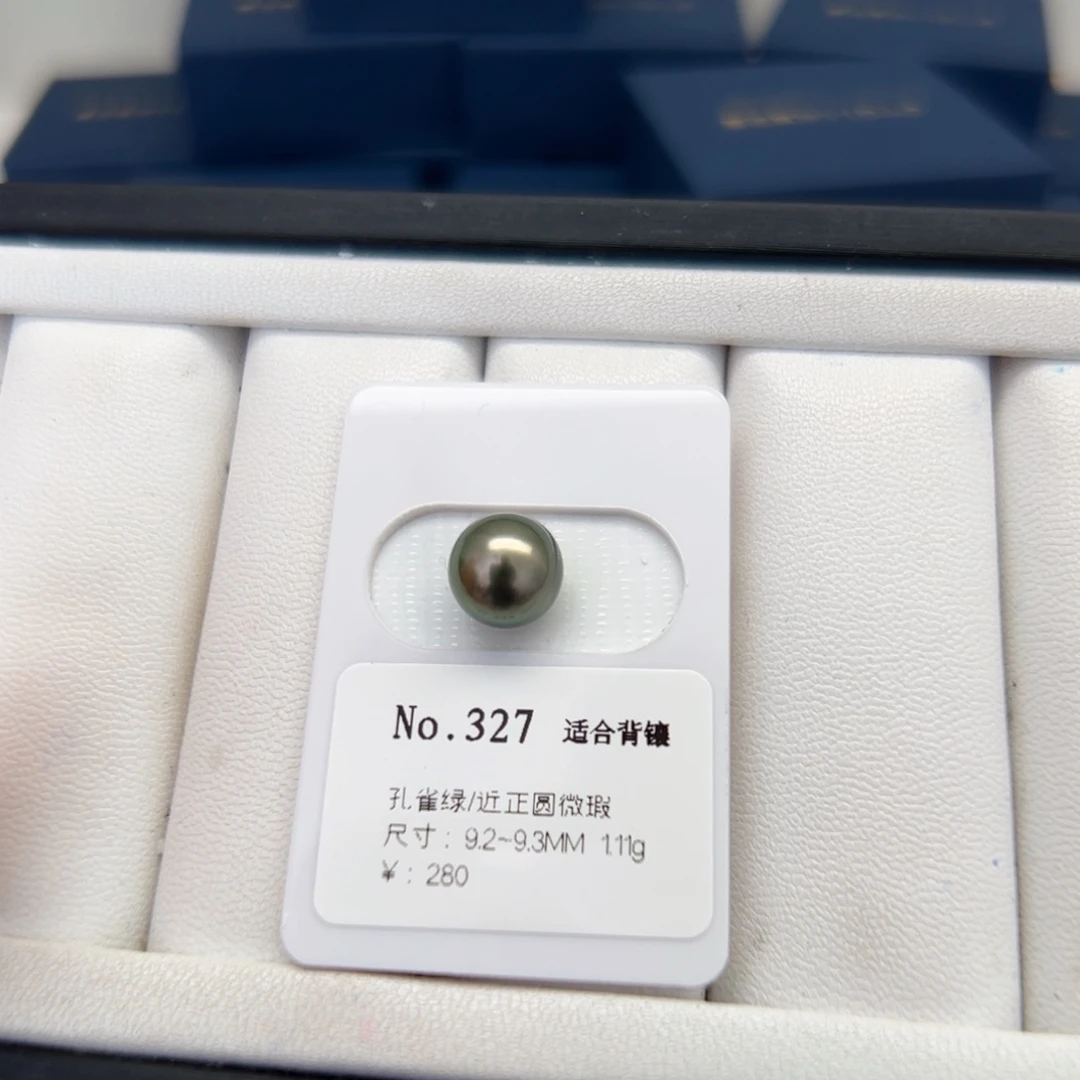 No.327 适合背镶
孔雀绿/近正圆微瑕
尺寸: 9.2~9.3MM 1.11g
¥: 280